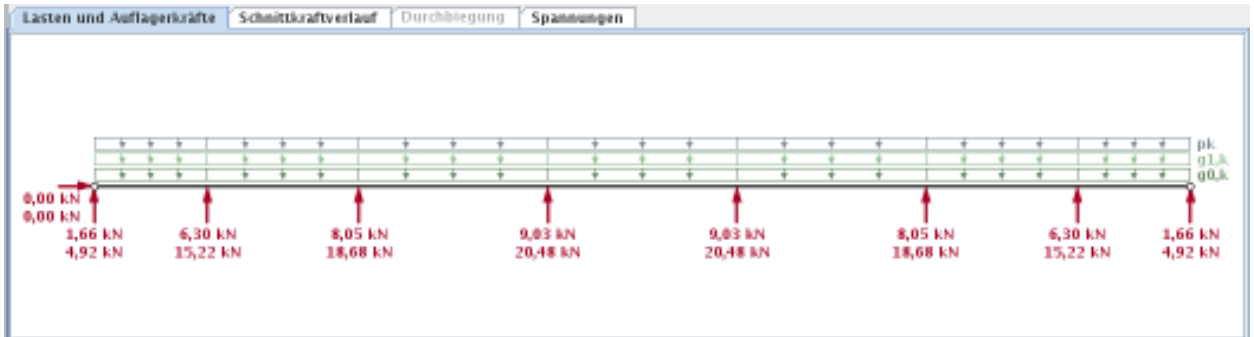 Lasten und Auflagerkräfte Schnittkraftverlauf Durchbiegung Spannungen
pk
g1,k
g0,k
0,00 kN
0,00 kN
1,66 kN 6,30 kN 8,05 kN 9,03 kN 9,03 kN 8,05 kN 6,30 kN 1,66 kN
4,92 kN 15,22 kN 18,68 kN 20,48 kN 20,48 kN 18,68 kN 15,22 kN 4,92 kN